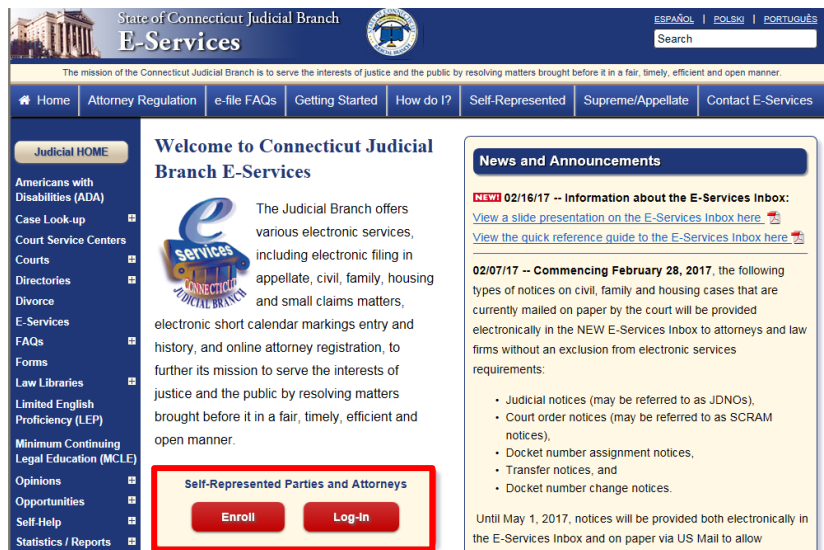 State of Connecticut Judicial Branch
E-Services
ESPAÑOL | POLSKI | PORTUGUÊS
Search
The mission of the Connecticut Judicial Branch is to serve the interests of justice and the public by resolving matters brought before it in a fair, timely, efficient and open manner.
Home
Attorney Regulation
e-file FAQs
Getting Started
How do I?
Self-Represented
Supreme/Appellate
Contact E-Services
Judicial HOME
Americans with
Disabilities (ADA)
Case Look-up
Court Service Centers
Courts
Directories
Divorce
E-Services
FAQs
Forms
Law Libraries
Limited English
Proficiency (LEP)
Minimum Continuing
Legal Education (MCLE)
Opinions
Opportunities
Self-Help
Statistics / Reports
Welcome to Connecticut Judicial
Branch E-Services
e
services
CONNECTICUT
JUDICIAL BRANCH
The Judicial Branch offers
various electronic services,
including electronic filing in
appellate, civil, family, housing
and small claims matters,
electronic short calendar markings entry and
history, and online attorney registration, to
further its mission to serve the interests of
justice and the public by resolving matters
brought before it in a fair, timely, efficient and
open manner.
Self-Represented Parties and Attorneys
Enroll
Log-In
News and Announcements
NEW! 02/16/17 -- Information about the E-Services Inbox:
View a slide presentation on the E-Services Inbox here
View the quick reference guide to the E-Services Inbox here
02/07/17 -- Commencing February 28, 2017, the following
types of notices on civil, family and housing cases that are
currently mailed on paper by the court will be provided
electronically in the NEW E-Services Inbox to attorneys and law
firms without an exclusion from electronic services
requirements:
• Judicial notices (may be referred to as JDNOs),
• Court order notices (may be referred to as SCRAM
notices),
• Docket number assignment notices,
• Transfer notices, and
• Docket number change notices.
Until May 1, 2017, notices will be provided both electronically in
the E-Services Inbox and on paper via US Mail to allow